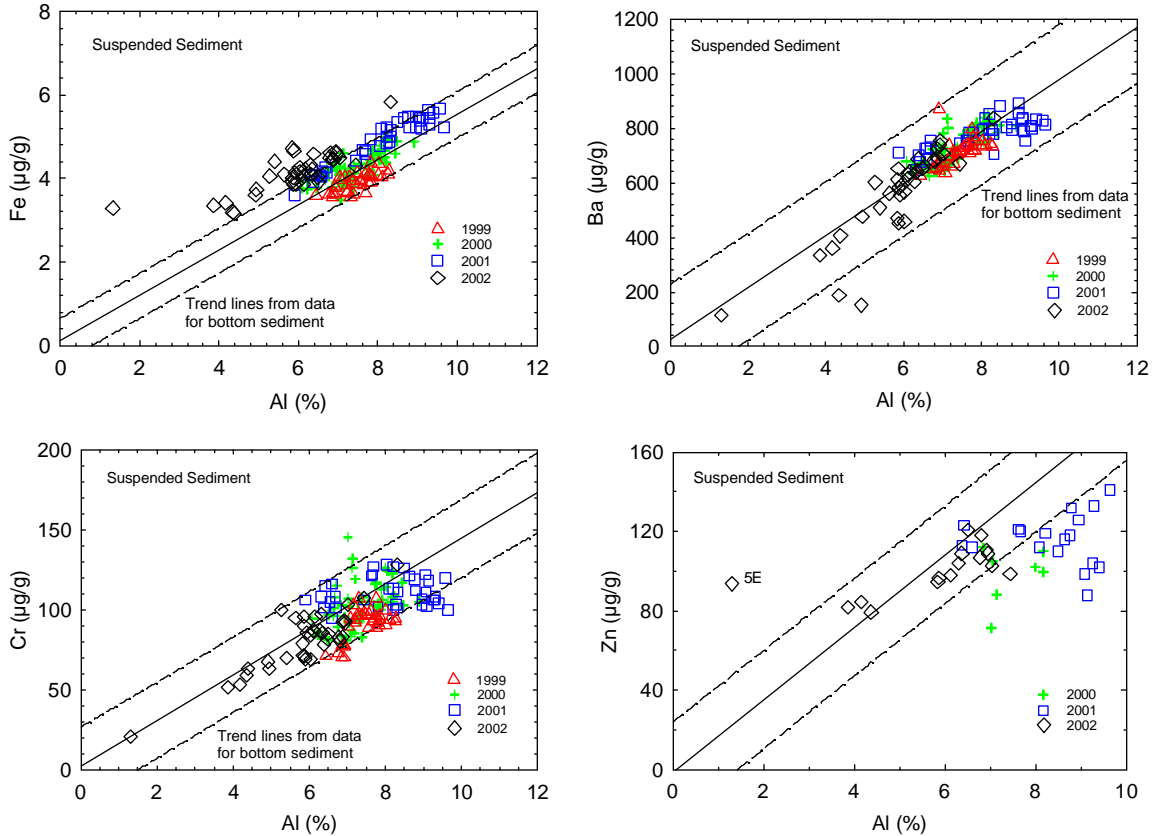 8
6
4
2
0
Fe (µg/g)
Suspended Sediment
1999
2000
2001
2002
Trend lines from data
for bottom sediment
0 2 4 6 8 10 12
Al (%)
1200
1000
800
600
400
200
0
Ba (µg/g)
Suspended Sediment
Trend lines from data
for bottom sediment
1999
2000
2001
2002
0 2 4 6 8 10 12
Al (%)
200
150
100
50
0
Cr (µg/g)
Suspended Sediment
1999
2000
2001
2002
Trend lines from data
for bottom sediment
0 2 4 6 8 10 12
Al (%)
160
120
80
40
0
Zn (µg/g)
Suspended Sediment
5E
2000
2001
2002
0 2 4 6 8 10
Al (%)